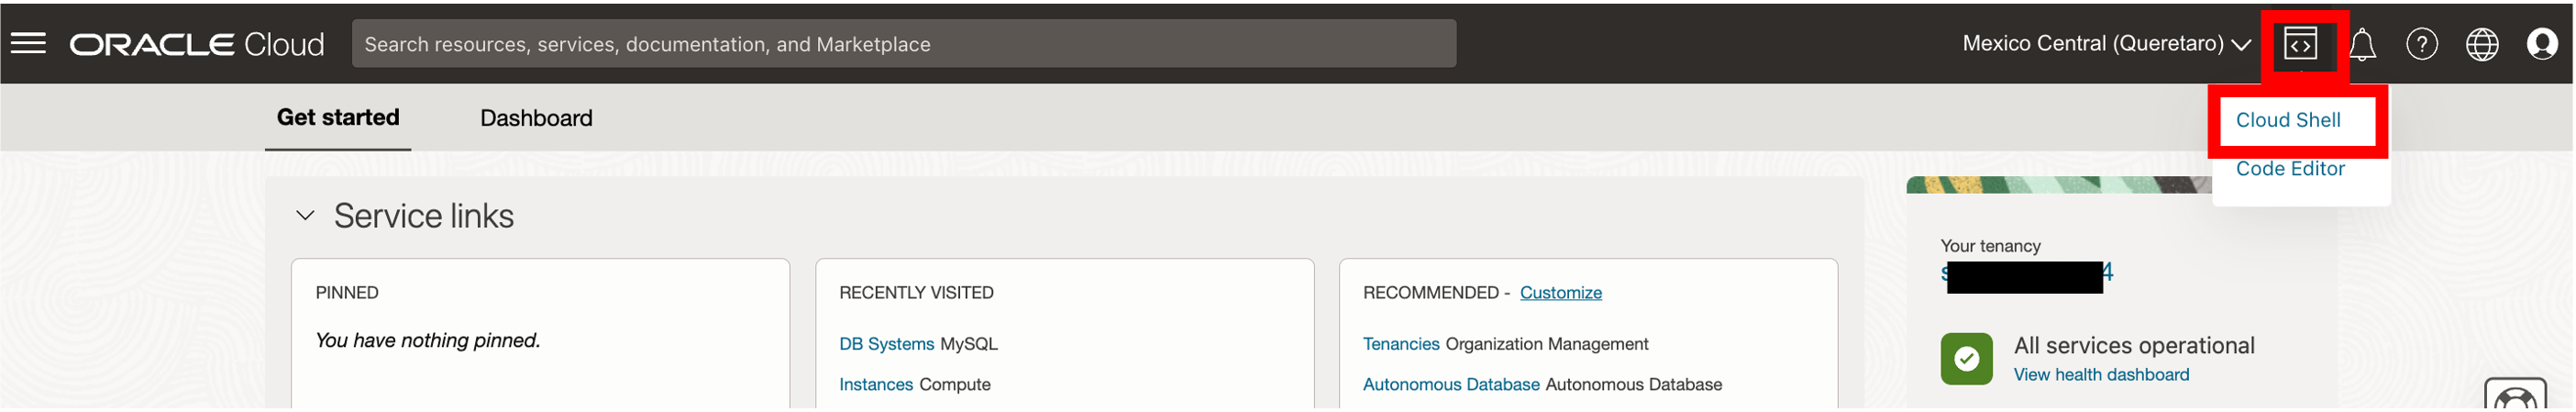 ORACLE Cloud
Search resources, services, documentation, and Marketplace
Mexico Central (Queretaro)
Cloud Shell
Code Editor
Get started
Dashboard
Service links
PINNED
You have nothing pinned.
RECENTLY VISITED
DB Systems MySQL
Instances Compute
RECOMMENDED - Customize
Tenancies Organization Management
Autonomous Database Autonomous Database
Your tenancy
All services operational
View health dashboard